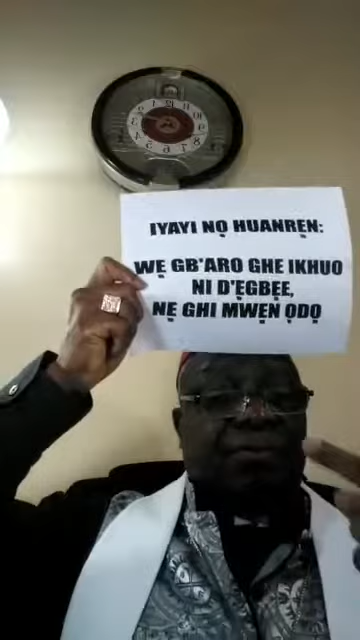 IYAYI NỌ HUANRẸN:
WẸ GB'ARO GHE IKHUO
NI D'ẸGBẸE,
NẸ GHI MWẸN ỌDỌ